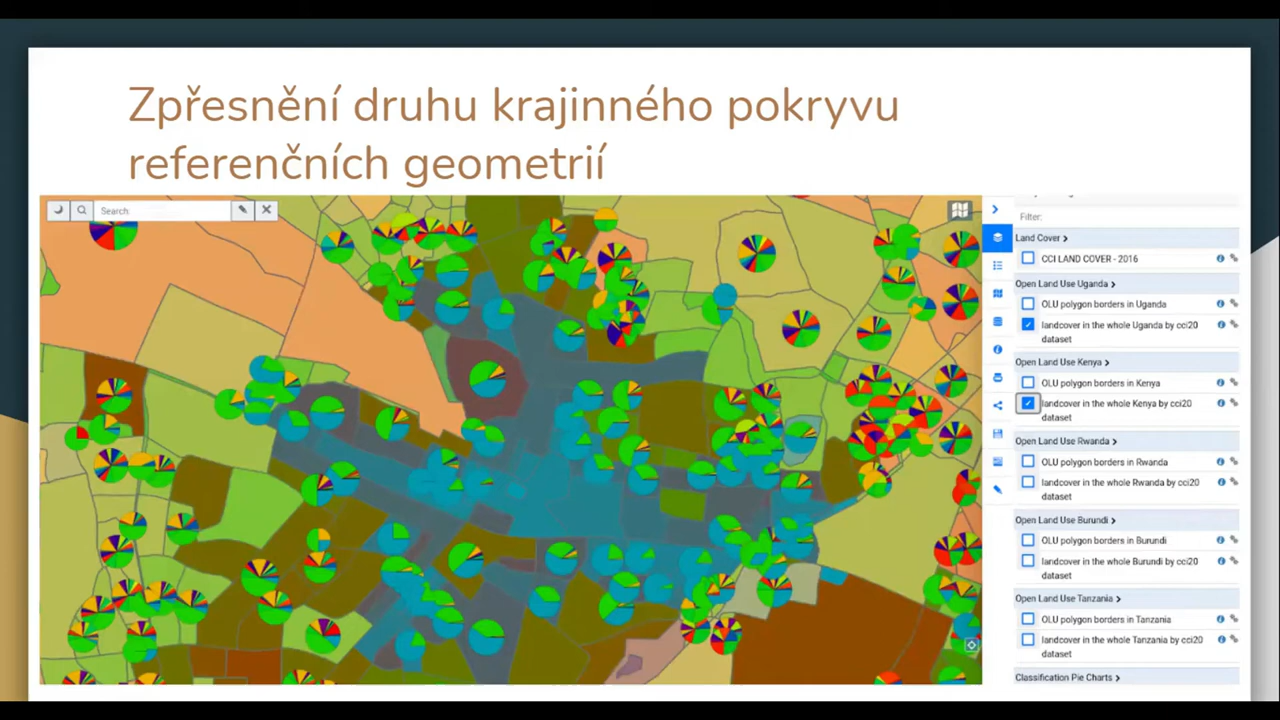 Zpřesnění druhu krajinného pokryvu
referenčních geometrií
Search:
Filter:
Land Cover
CCI LAND COVER - 2016
Open Land Use Uganda
OLU polygon borders in Uganda
landcover in the whole Uganda by cci20
dataset
Open Land Use Kenya
OLU polygon borders in Kenya
landcover in the whole Kenya by cci20
dataset
Open Land Use Rwanda
OLU polygon borders in Rwanda
landcover in the whole Rwanda by cci20
dataset
Open Land Use Burundi
OLU polygon borders in Burundi
landcover in the whole Burundi by cci20
dataset
Open Land Use Tanzania
OLU polygon borders in Tanzania
landcover in the whole Tanzania by cci20
dataset
Classification Pie Charts